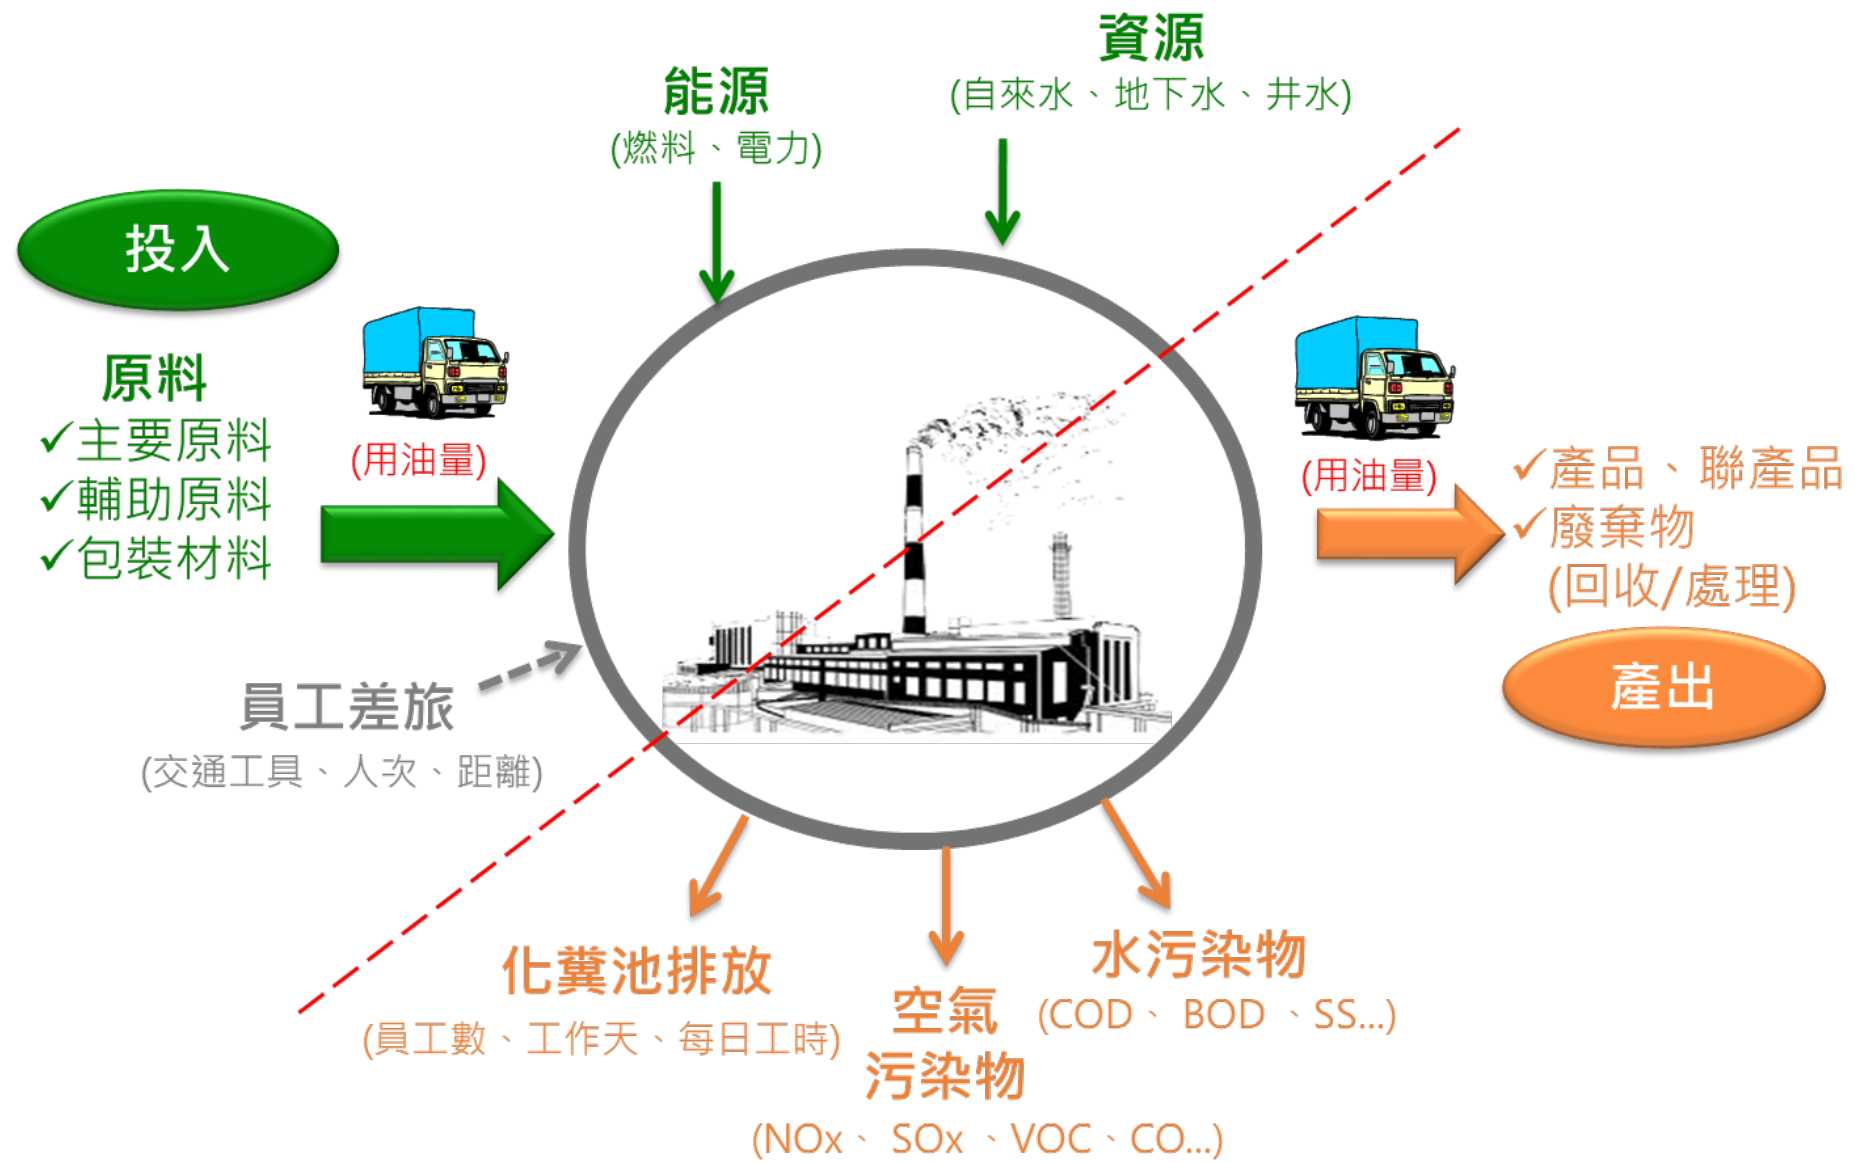 資源
(自來水、地下水、井水)
能源
(燃料、電力)
投入
原料
✓主要原料
✓輔助原料
✓包裝材料
(用油量)
(用油量)
✓產品、聯產品
✓廢棄物
(回收/處理)
產出
員工差旅
(交通工具、人次、距離)
化糞池排放
(員工數、工作天、每日工時)
空氣
污染物
(NOx、 SOx 、VOC、CO...)
水污染物
(COD、 BOD 、SS...)